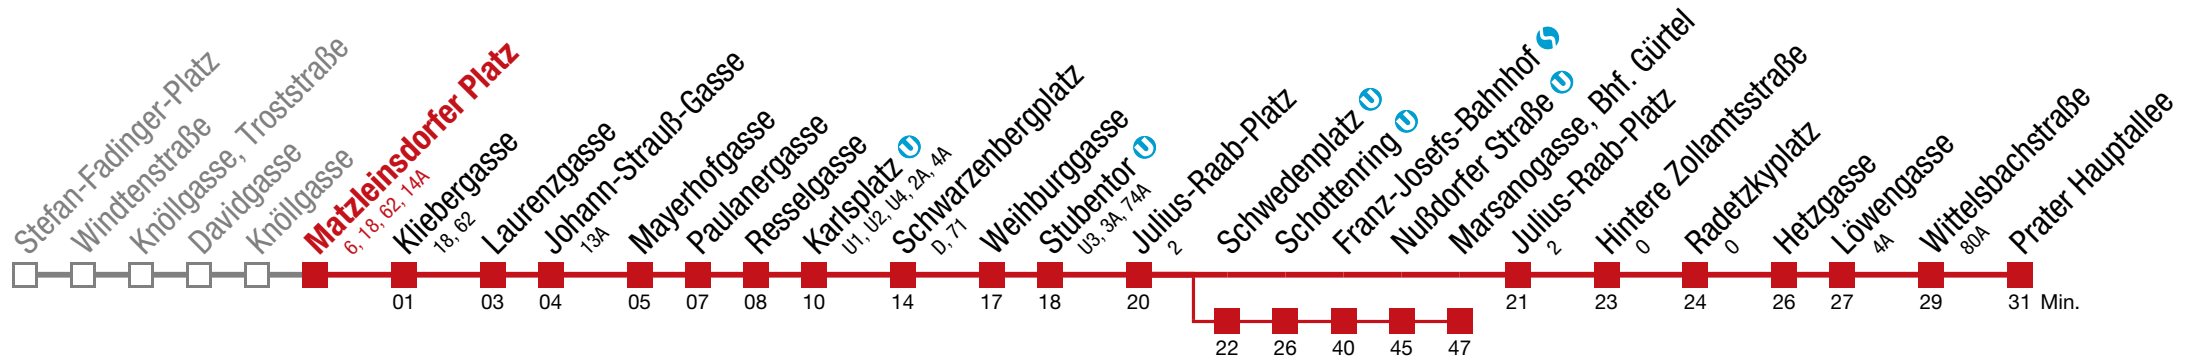 Stefan-Fadinger-Platz
Windtenstraße
Knöllgasse, Troststraße
Davidgasse
Knöllgasse
Matzleinsdorfer Platz
6, 18, 62, 14A
Kliebergasse
18, 62
Laurenzgasse
Johann-Strauß-Gasse
13A
Mayerhofgasse
Paulanergasse
Resselgasse
Karlsplatz U
U1, U2, U4, 2A, 4A
Schwarzenbergplatz
D, 71
Weihburggasse
Stubentor U
U3, 3A, 74A
Julius-Raab-Platz
2
Schwedenplatz U
Schottenring U
Franz-Josefs-Bahnhof S
Nußdorfer Straße U
Marsanogasse, Bhf. Gürtel
Julius-Raab-Platz
2
Hintere Zollamtsstraße
0
Radetzkyplatz
0
Hetzgasse
Löwengasse
4A
Wittelsbachstraße
80A
Prater Hauptallee
01 03 04 05 07 08 10 14 17 18 20 21 23 24 26 27 29 31 Min.
22 26 40 45 47